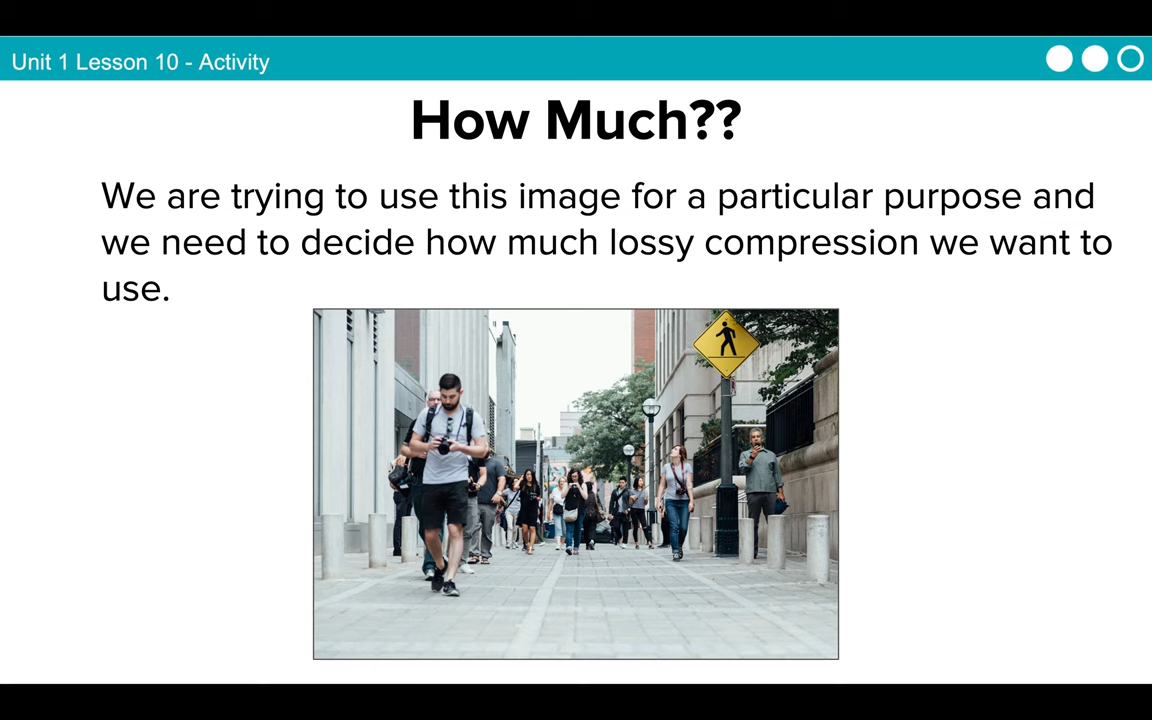 Unit 1 Lesson 10 - Activity
How Much??
We are trying to use this image for a particular purpose and
we need to decide how much lossy compression we want to
use.